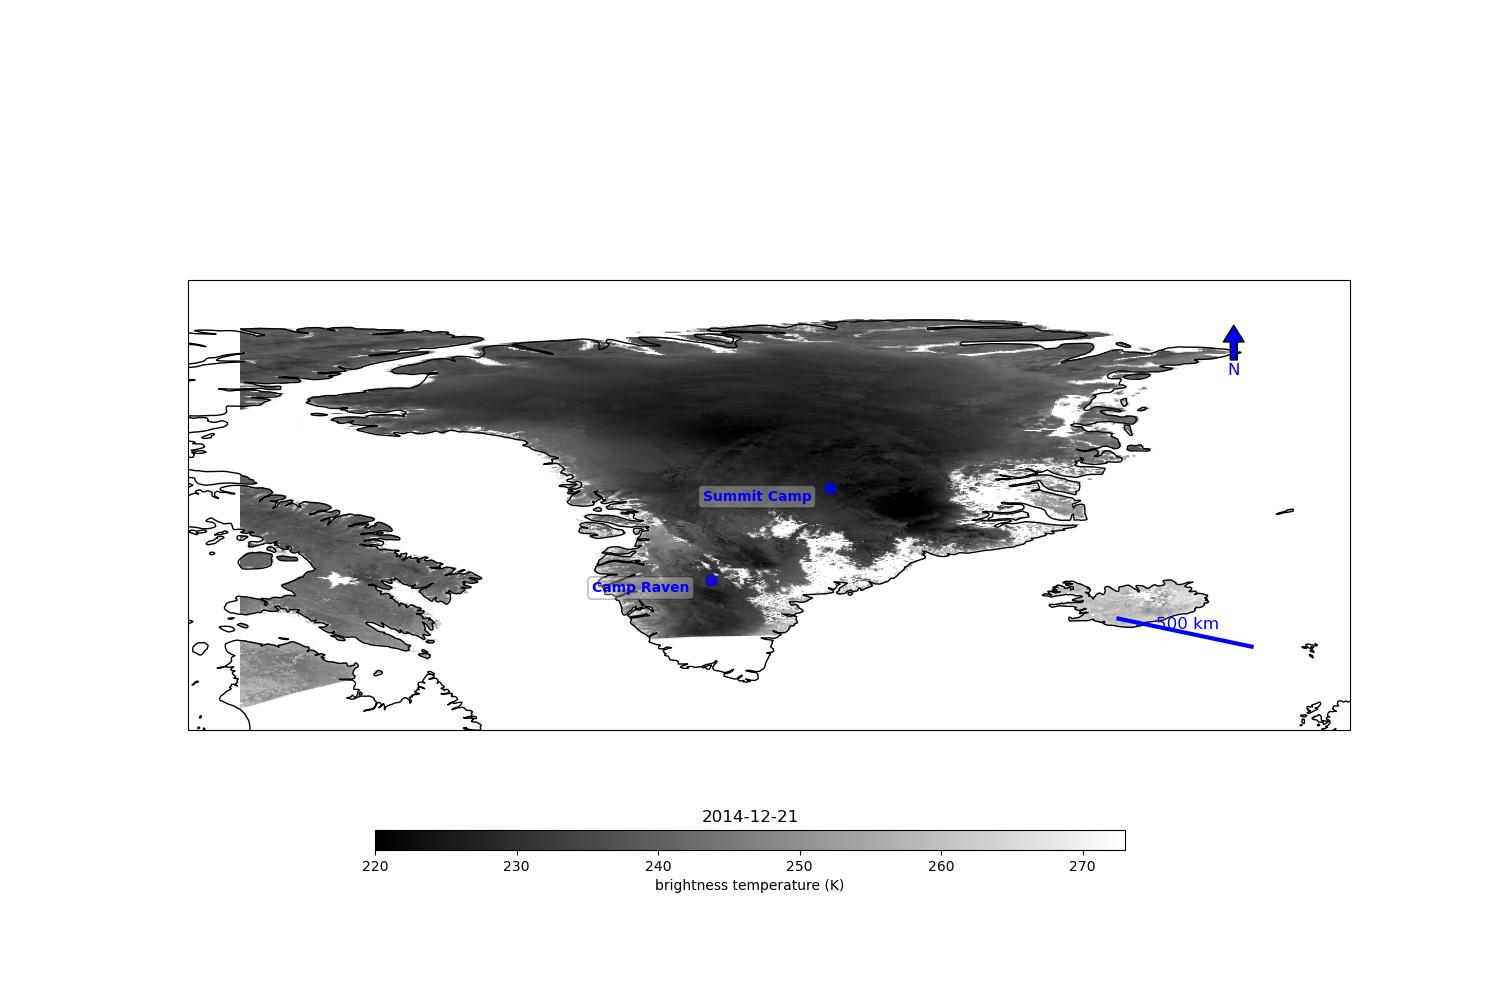 N
Summit Camp
Camp Raven
500 km
2014-12-21
220 230 240 250 260 270
brightness temperature (K)